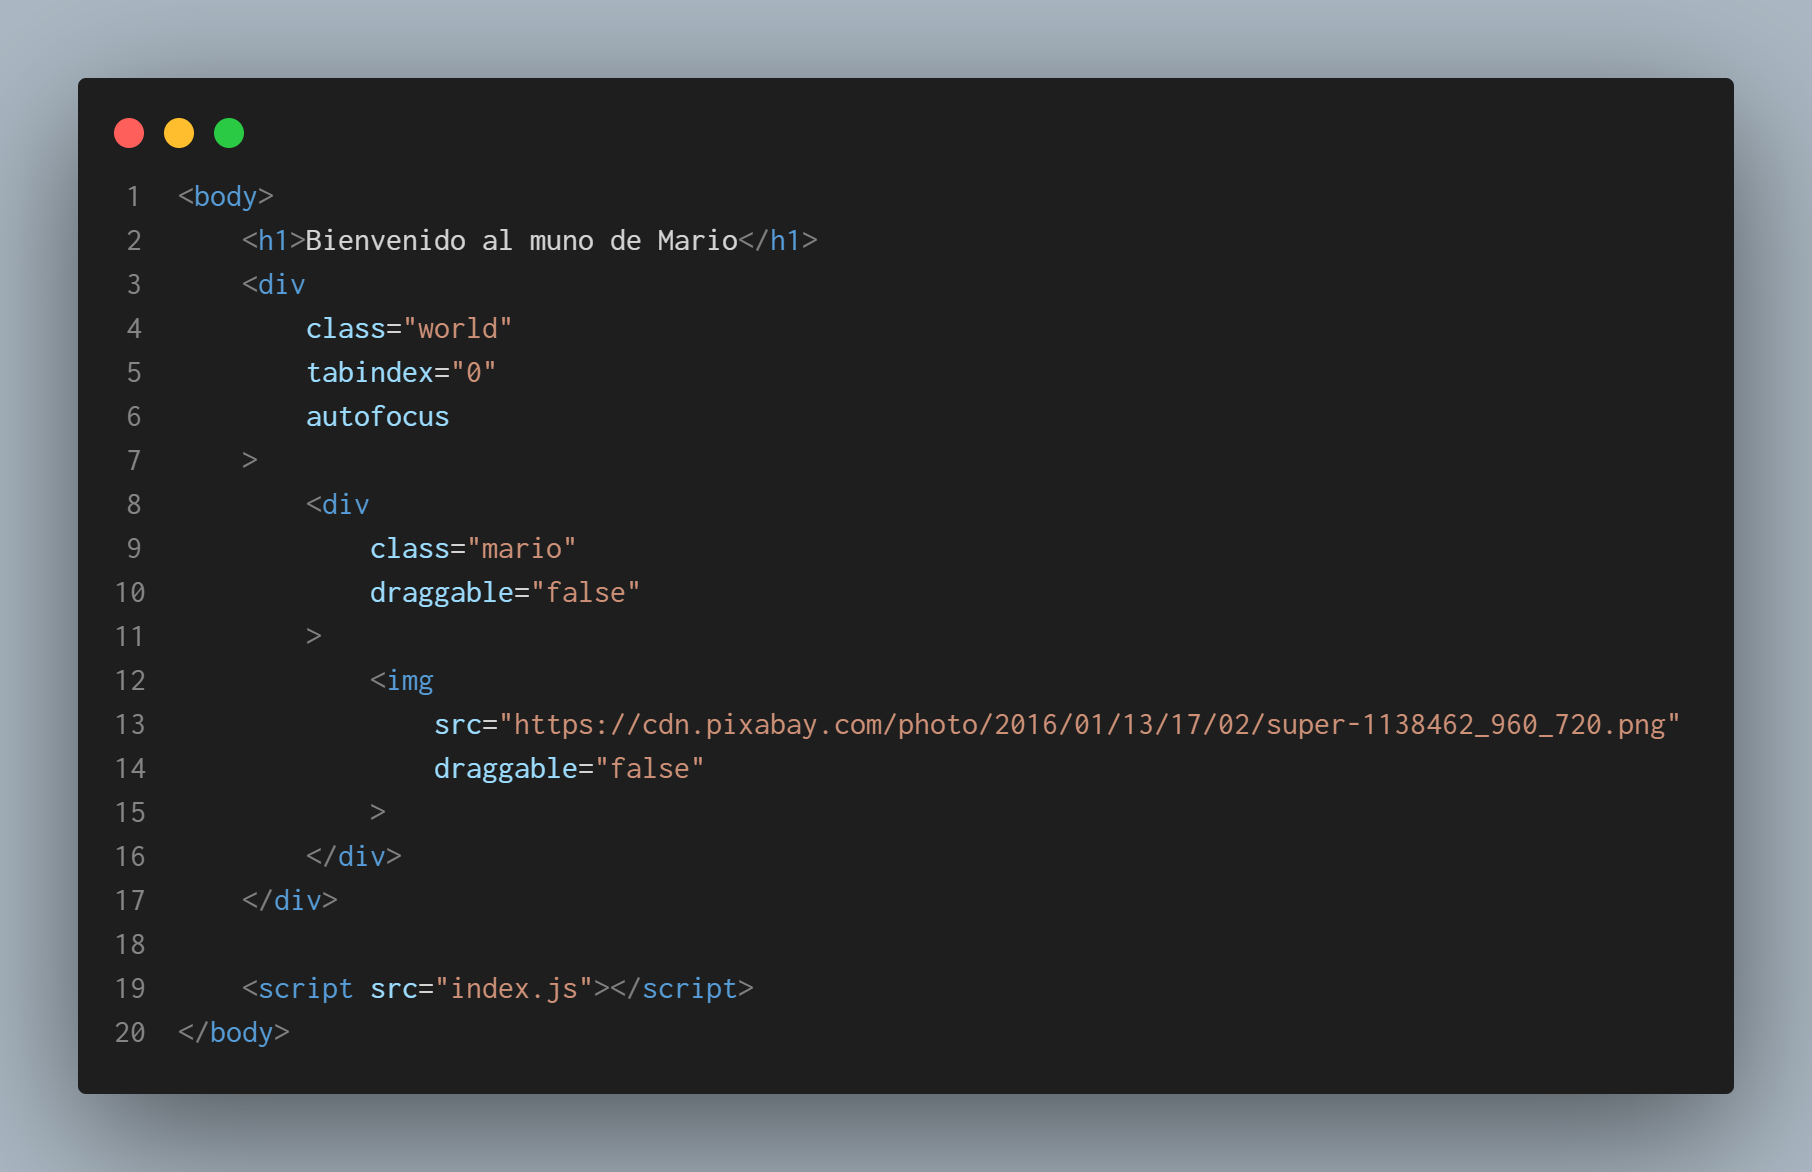 1 <body>
2     <h1>Bienvenido al muno de Mario</h1>
3     <div
4         class="world"
5         tabindex="0"
6         autofocus
7     >
8         <div
9             class="mario"
10             draggable="false"
11         >
12             <img
13                 src="https://cdn.pixabay.com/photo/2016/01/13/17/02/super-1138462_960_720.png"
14                 draggable="false"
15             >
16         </div>
17     </div>
18
19     <script src="index.js"></script>
20 </body>